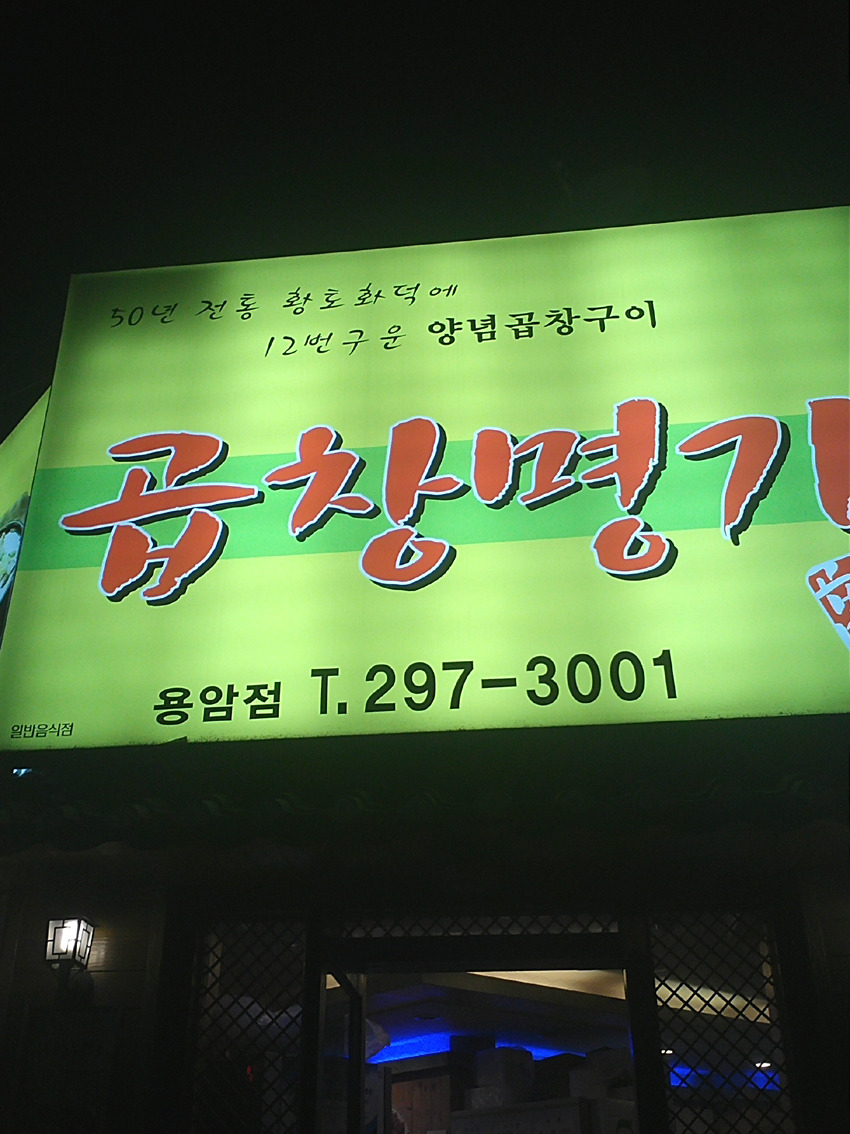 50년 전통 황토화덕에
12번구운 양념곱창구이
곱창명가
용암점 T. 297-3001
일반음식점